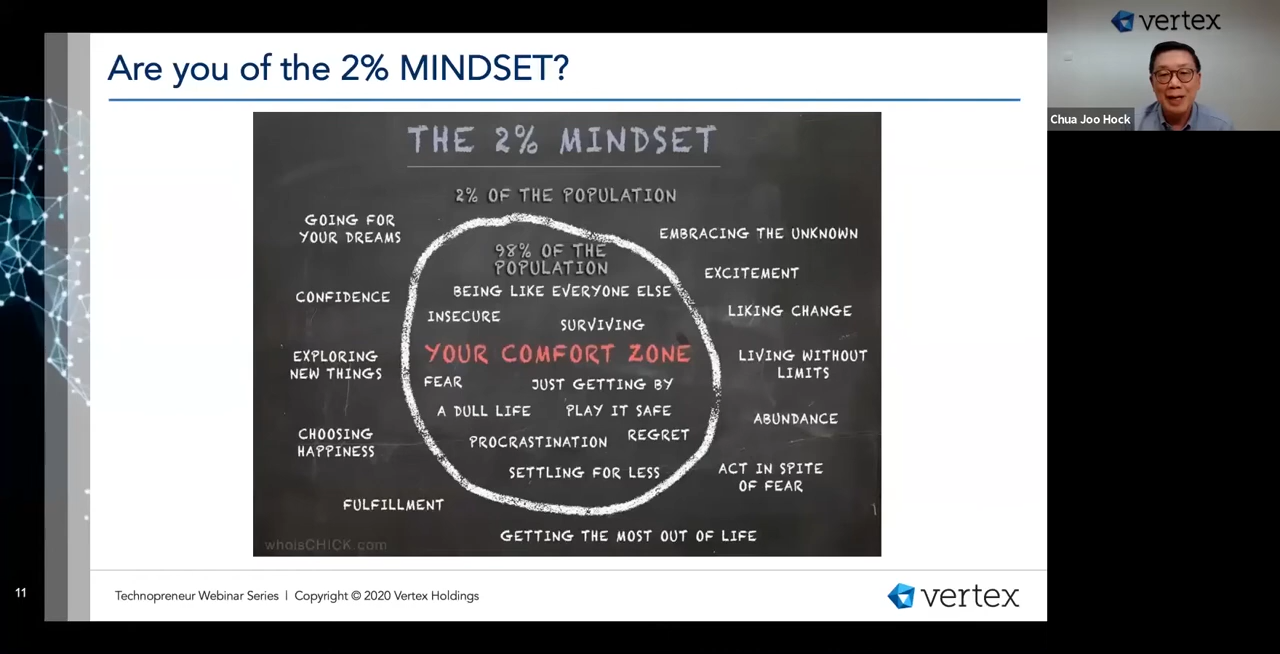 vertex
Chua Joo Hock
Are you of the 2% MINDSET?
THE 2% MINDSET
2% OF THE POPULATION
GOING FOR
YOUR DREAMS
CONFIDENCE
EXPLORING
NEW THINGS
CHOOSING
HAPPINESS
FULFILLMENT
98% OF THE
POPULATION
BEING LIKE EVERYONE ELSE
INSECURE
SURVIVING
YOUR COMFORT ZONE
FEAR
JUST GETTING BY
A DULL LIFE
PLAY IT SAFE
PROCRASTINATION
REGRET
SETTLING FOR LESS
EMBRACING THE UNKNOWN
EXCITEMENT
LIKING CHANGE
LIVING WITHOUT
LIMITS
ABUNDANCE
ACT IN SPITE
OF FEAR
GETTING THE MOST OUT OF LIFE
whoisCHICK.com
11
Technopreneur Webinar Series | Copyright © 2020 Vertex Holdings
vertex